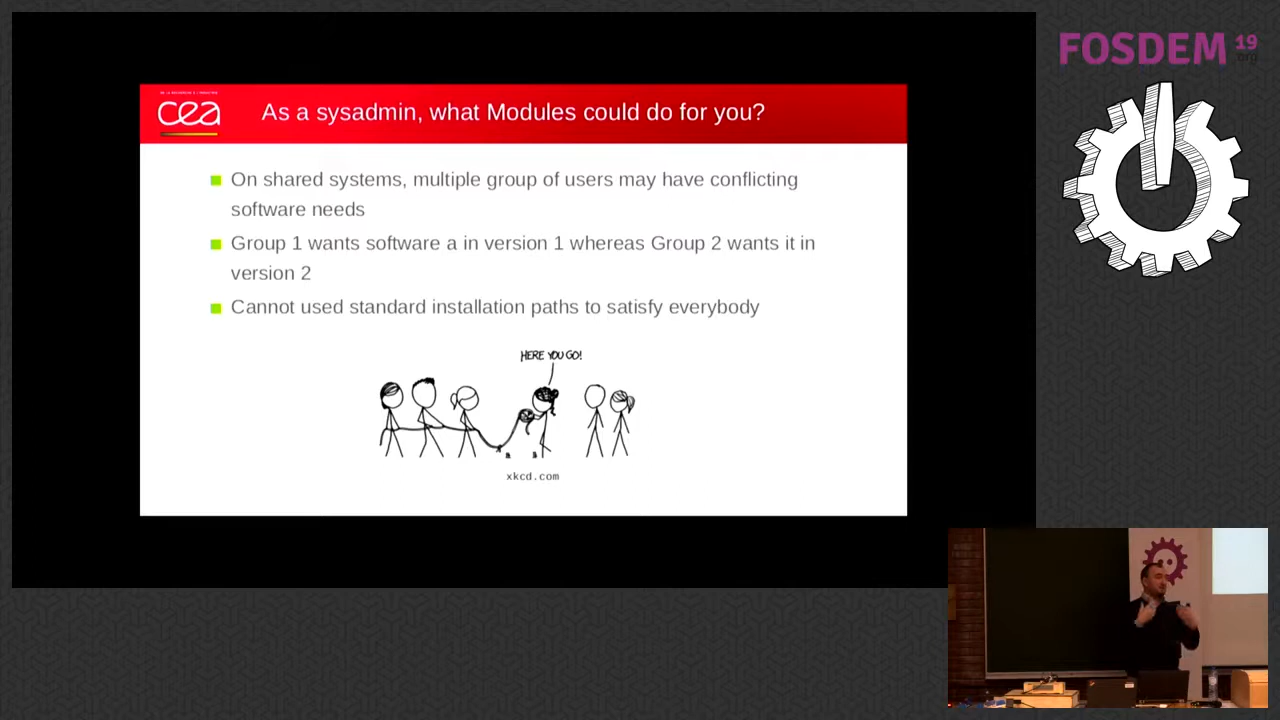 FOSDEM 19
.org
cea
As a sysadmin, what Modules could do for you?
On shared systems, multiple group of users may have conflicting
software needs
Group 1 wants software a in version 1 whereas Group 2 wants it in
version 2
Cannot used standard installation paths to satisfy everybody
HERE YOU GO!
xkcd.com